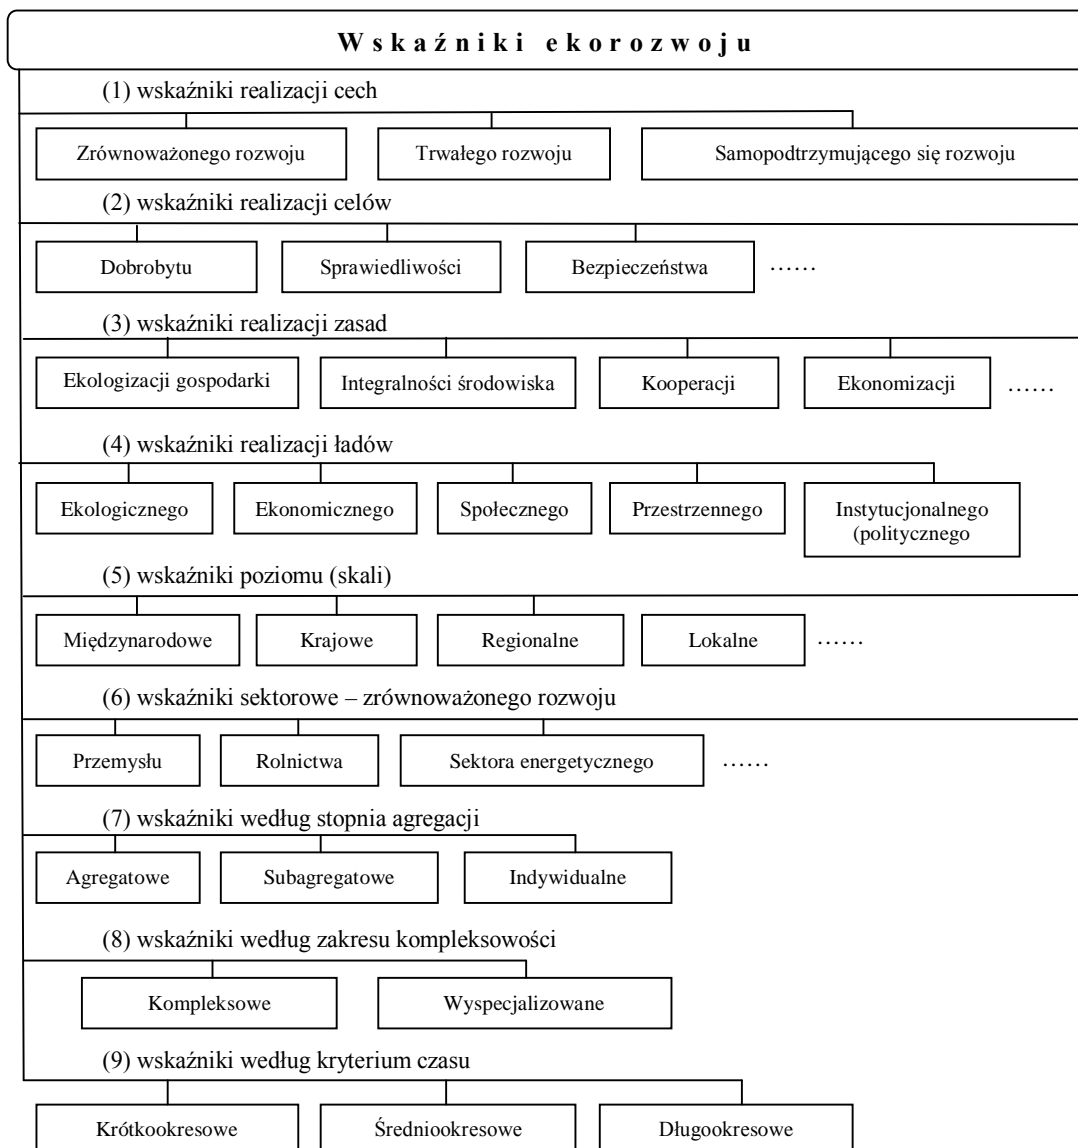 Wskaźniki ekorozwoju
(1) wskaźniki realizacji cech
Zrównoważonego rozwoju Trwałego rozwoju Samopodtrzymującego się rozwoju
(2) wskaźniki realizacji celów
Dobrobytu Sprawiedliwości Bezpieczeństwa ……
(3) wskaźniki realizacji zasad
Ekologizacji gospodarki Integralności środowiska Kooperacji Ekonomizacji ……
(4) wskaźniki realizacji ładów
Ekologicznego Ekonomicznego Społecznego Przestrzennego Instytucjonalnego
(politycznego
(5) wskaźniki poziomu (skali)
Międzynarodowe Krajowe Regionalne Lokalne ……
(6) wskaźniki sektorowe – zrównoważonego rozwoju
Przemysłu Rolnictwa Sektora energetycznego ……
(7) wskaźniki według stopnia agregacji
Agregatowe Subagregatowe Indywidualne
(8) wskaźniki według zakresu kompleksowości
Kompleksowe Wyspecjalizowane
(9) wskaźniki według kryterium czasu
Krótkookresowe Średniookresowe Długookresowe